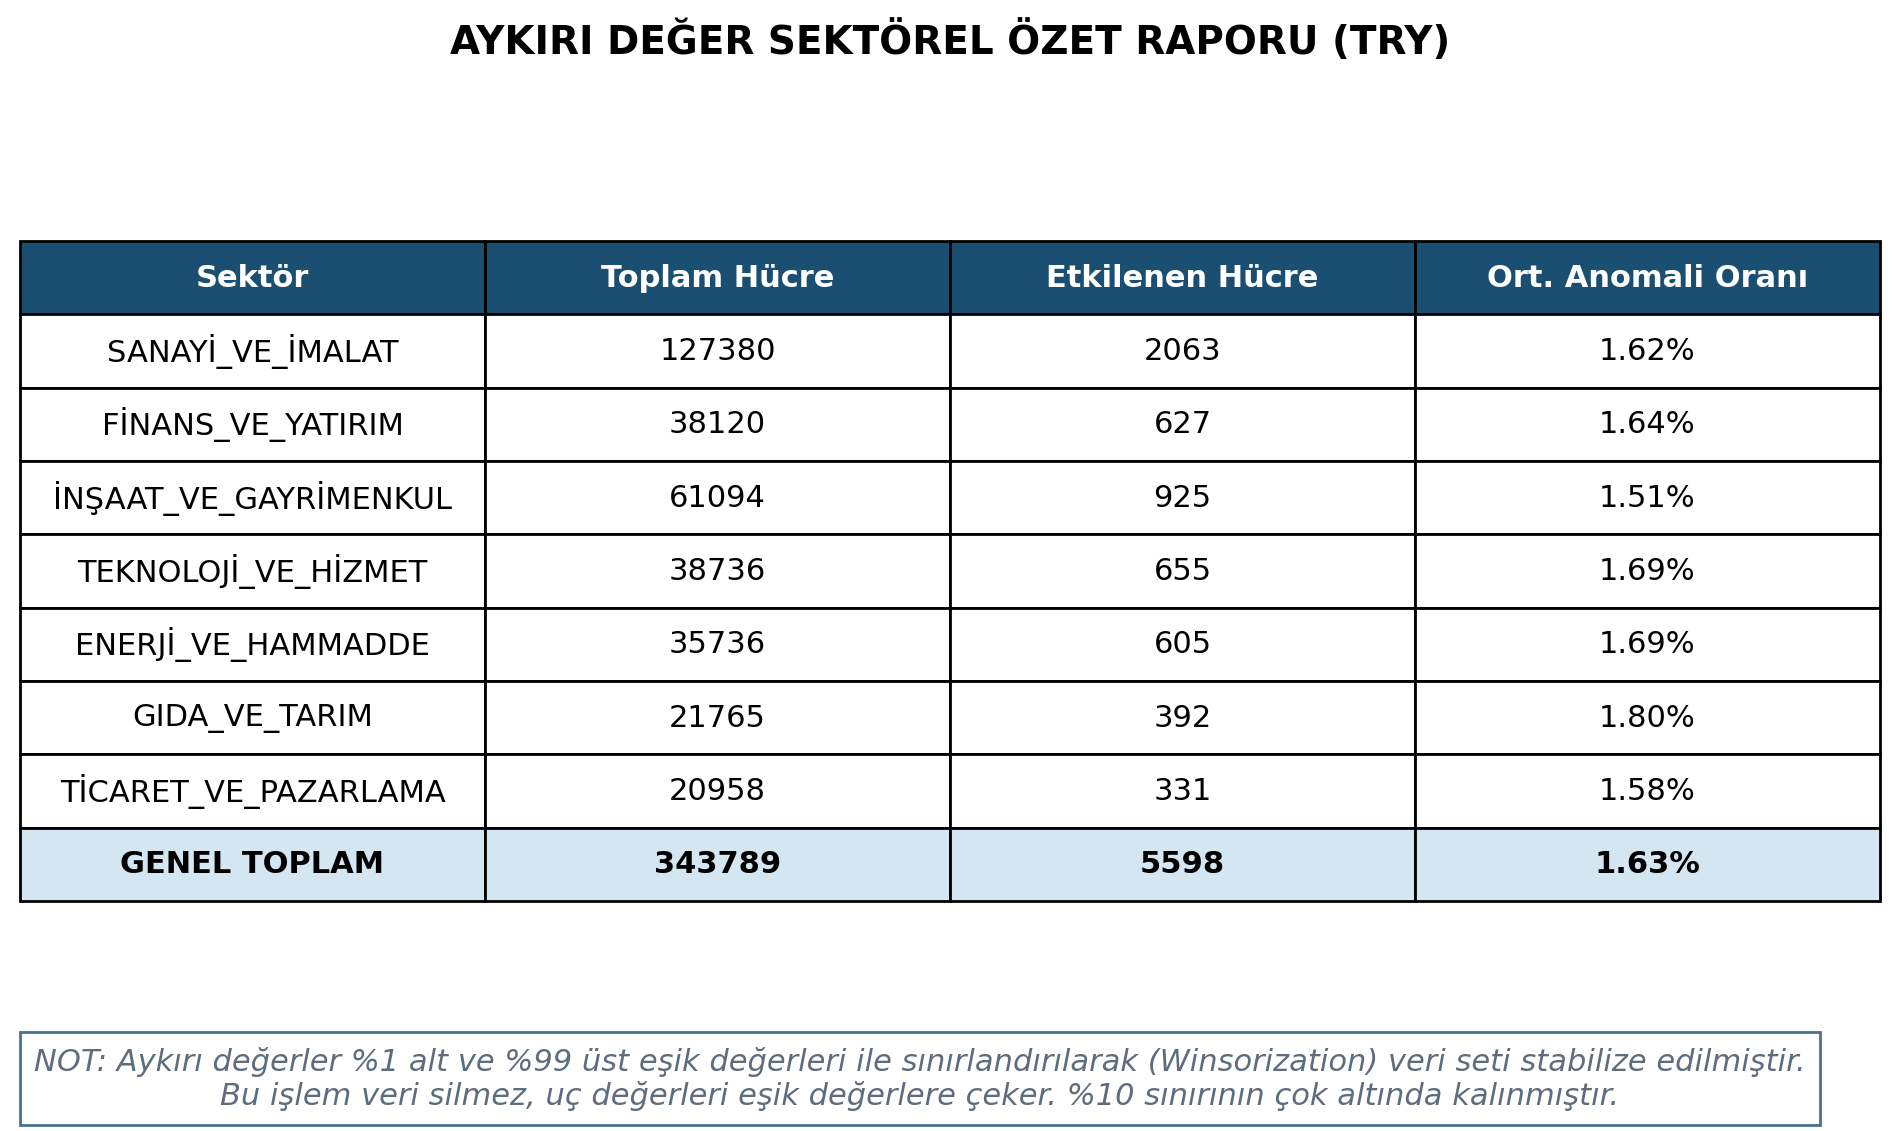 AYKIRI DEĞER SEKTÖREL ÖZET RAPORU (TRY)
Sektör Toplam Hücre Etkilenen Hücre Ort. Anomali Oranı
SANAYİ_VE_İMALAT 127380 2063 1.62%
FİNANS_VE_YATIRIM 38120 627 1.64%
İNŞAAT_VE_GAYRİMENKUL 61094 925 1.51%
TEKNOLOJİ_VE_HİZMET 38736 655 1.69%
ENERJİ_VE_HAMMADDE 35736 605 1.69%
GIDA_VE_TARIM 21765 392 1.80%
TİCARET_VE_PAZARLAMA 20958 331 1.58%
GENEL TOPLAM 343789 5598 1.63%
NOT: Aykırı değerler %1 alt ve %99 üst eşik değerleri ile sınırlandırılarak (Winsorization) veri seti stabilize edilmiştir.
Bu işlem veri silmez, uç değerleri eşik değerlere çeker. %10 sınırının çok altında kalınmıştır.